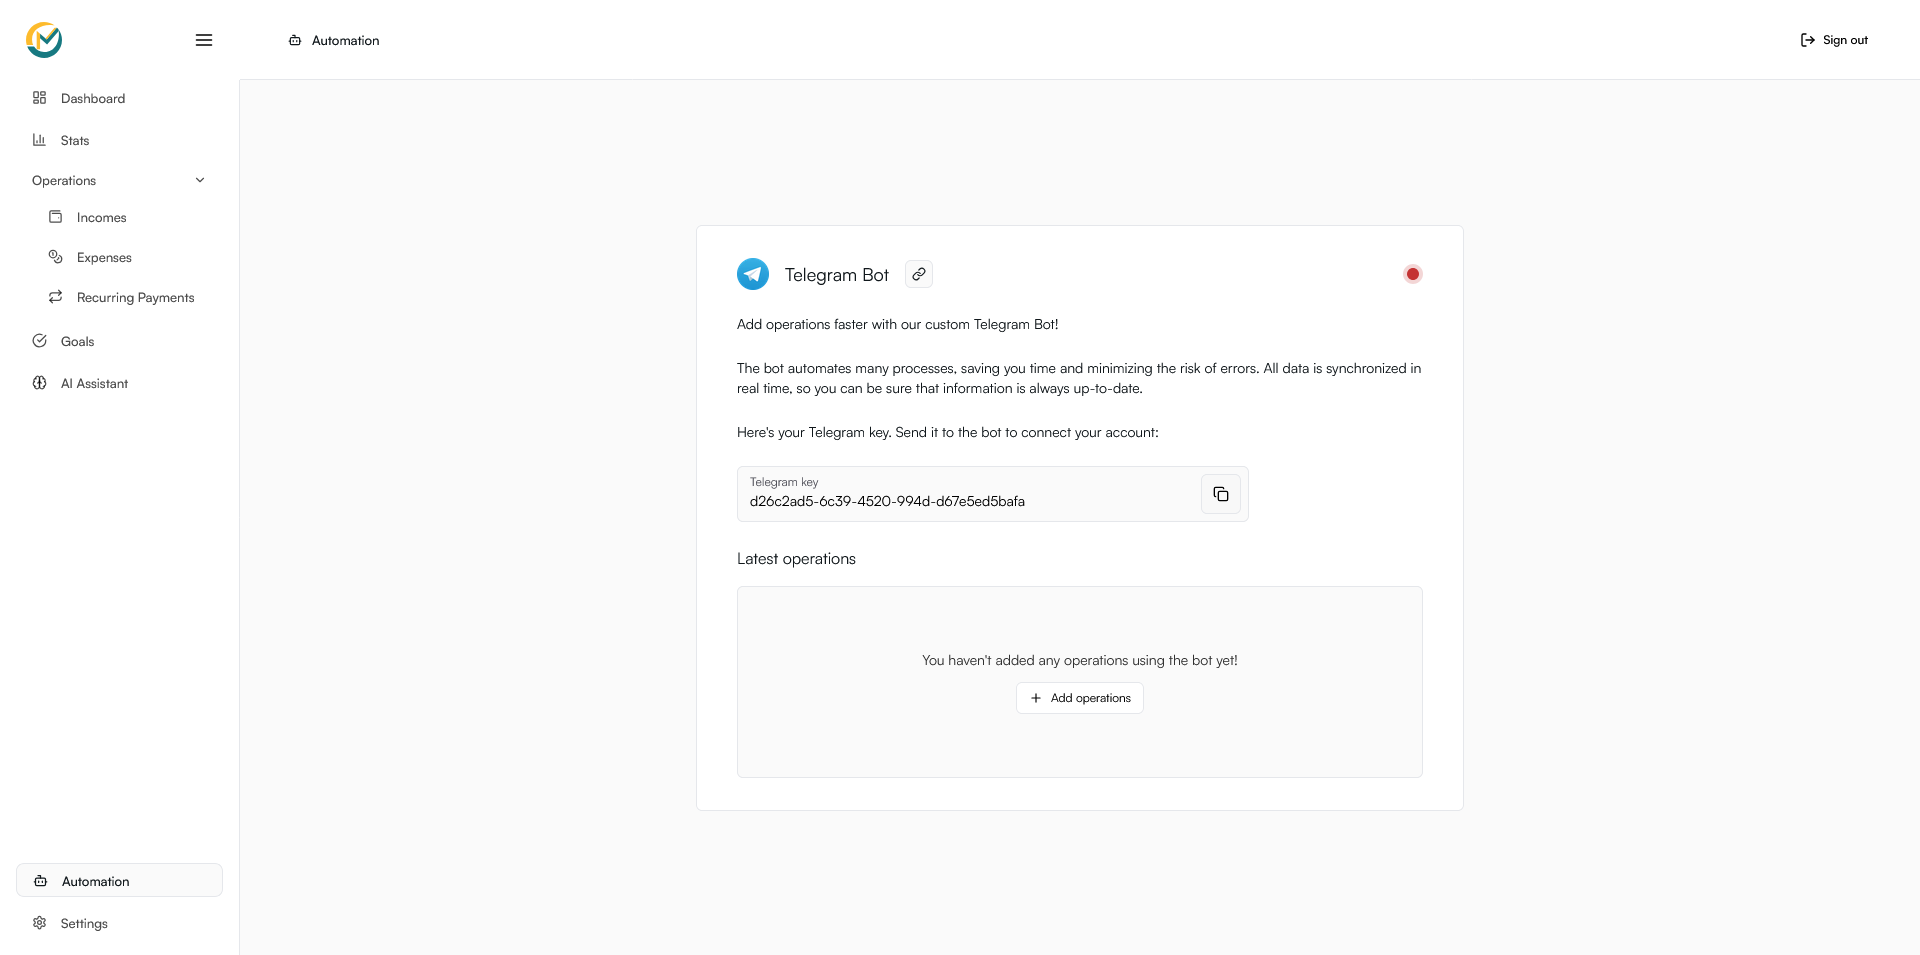 Automation
Sign out
Dashboard
Stats
Operations
Incomes
Expenses
Recurring Payments
Goals
AI Assistant
Automation
Settings
Telegram Bot
Add operations faster with our custom Telegram Bot!
The bot automates many processes, saving you time and minimizing the risk of errors. All data is synchronized in
real time, so you can be sure that information is always up-to-date.
Here's your Telegram key. Send it to the bot to connect your account:
Telegram key
d26c2ad5-6c39-4520-994d-d67e5ed5bafa
Latest operations
You haven't added any operations using the bot yet!
Add operations